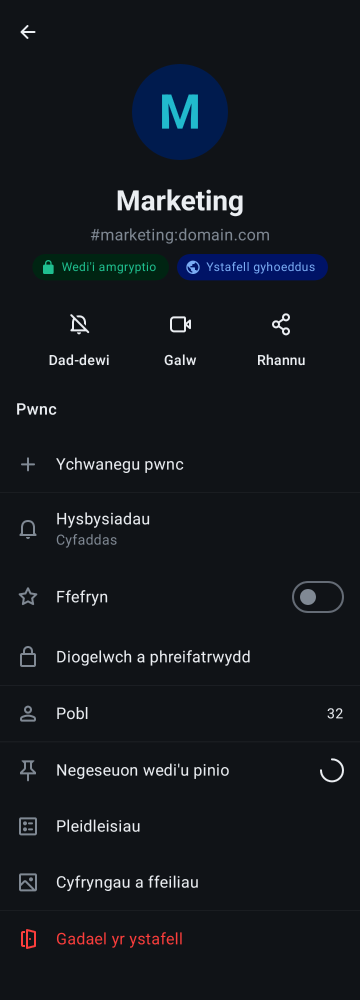 M
Marketing
#marketing:domain.com
Wedi'i amgryptio
Ystafell gyhoeddus
Dad-dewi
Galw
Rhannu
Pwnc
Ychwanegu pwnc
Hysbysiadau
Cyfaddas
Ffefryn
Diogelwch a phreifatrwydd
Pobl
32
Negeseuon wedi'u pinio
Pleidleisiau
Cyfryngau a ffeiliau
Gadael yr ystafell